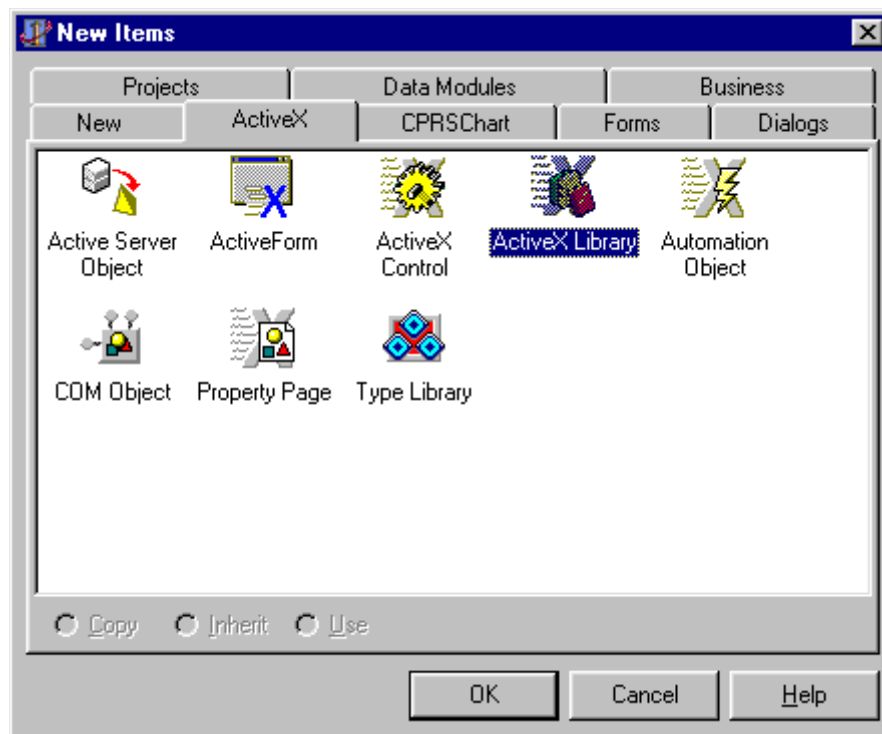 New Items
Projects Data Modules Business
New ActiveX CPRSChart Forms Dialogs
Active Server ActiveForm ActiveX ActiveX Library Automation
Object Control Object
COM Object Property Page Type Library
Copy Inherit Use
OK Cancel Help